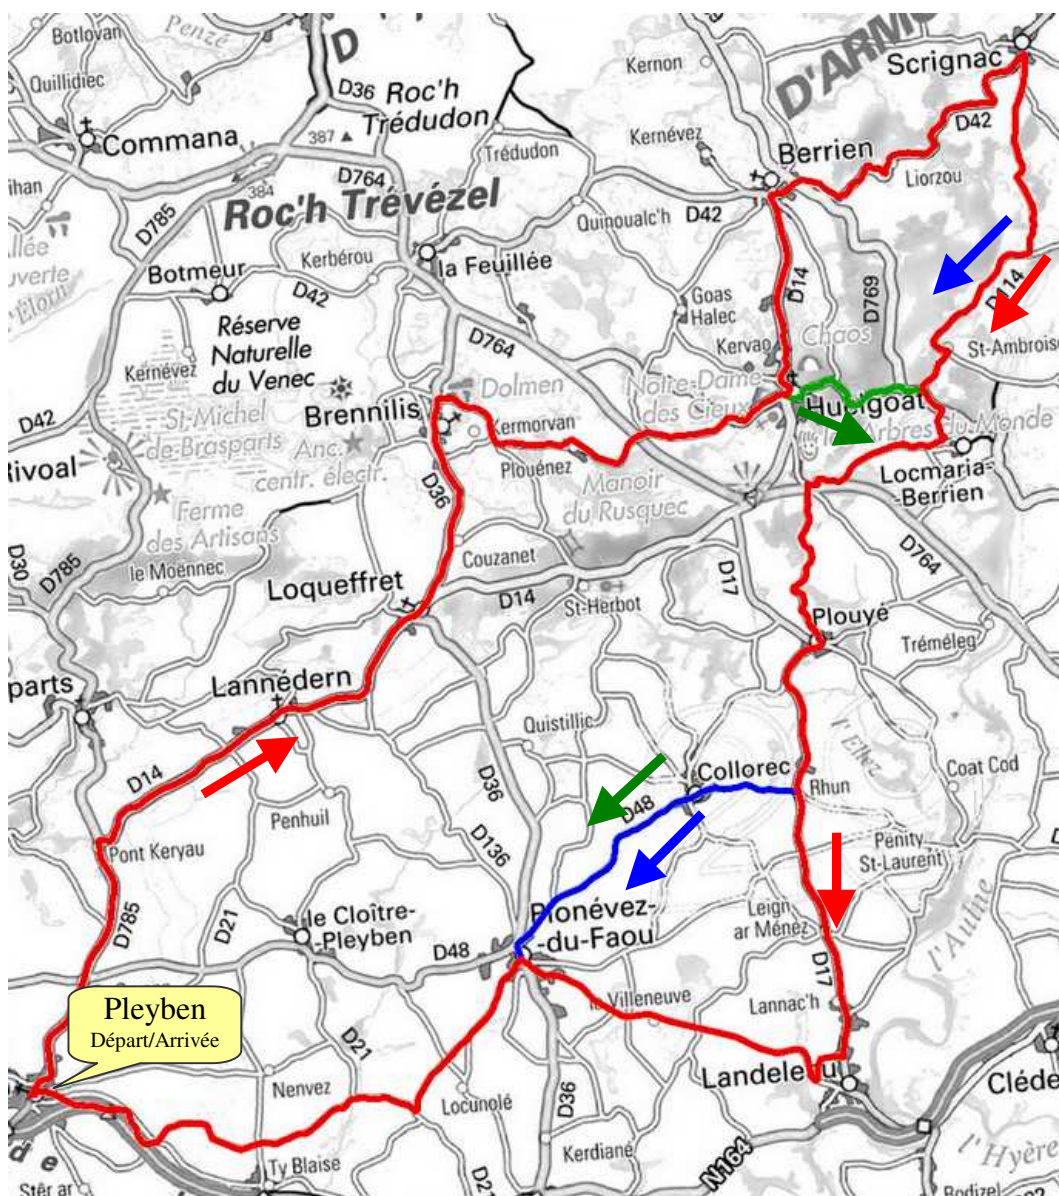 Botlovan
Penzé
D
D'ARM
Scrignac
Quillidiec
D36
Roc'h
Trédudon
Kernon
Commana
387
Trédudon
Kernévez
Berrien
D42
Liorzou
384
D764
Roc'h Trévézel
Quinoualc'h
D42
D785
Kerbérou
la Feuillée
Botmeur
D42
D14
D769
D114
Goas
Halec
Réserve
Naturelle
du Venec
Kervao
Chaos
St-Ambroise
Kernévez
D764
Dolmen
Notre-Dame
des Cieux
Huelgoat
D42
St-Michel
de-Brasparts
Brennilis
Kermorvan
Arbres du Monde
Rivoal
Anc.
centr. électr.
Plouénez
Locmaria-
-Berrien
D36
Manoir
du Rusquec
Ferme
des Artisans
D30
D785
le Moënnec
Couzanet
D764
Loqueffret
D14
St-Herbot
D17
Plouyé
Tréméleg
parts
Lannédern
Quistillic
l'Ellez
D14
D36
Collorec
Rhun
Coat Cod
Penhuil
D48
Pont Keryau
D136
Pénity
St-Laurent
D785
D21
le Cloître-
-Pleyben
D48
Plonévez-
-du-Faou
Leign
ar Ménez
l'Aulne
D17
Pleyben
Départ/Arrivée
la Villeneuve
Lannac'h
D21
Landeleau
Cléde
Nenvez
Locunolé
D36
Kerdiané
N164
l'Hyère
de
Ty Blaise
Stêr ar
D21
Bodizel